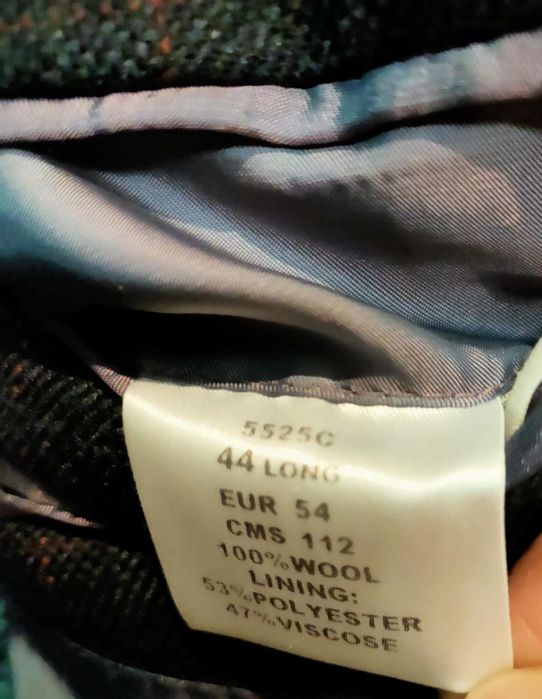 5525C
44 LONG
EUR 54
CMS 112
100%WOOL
LINING:
53%POLYESTER
47%VISCOSE